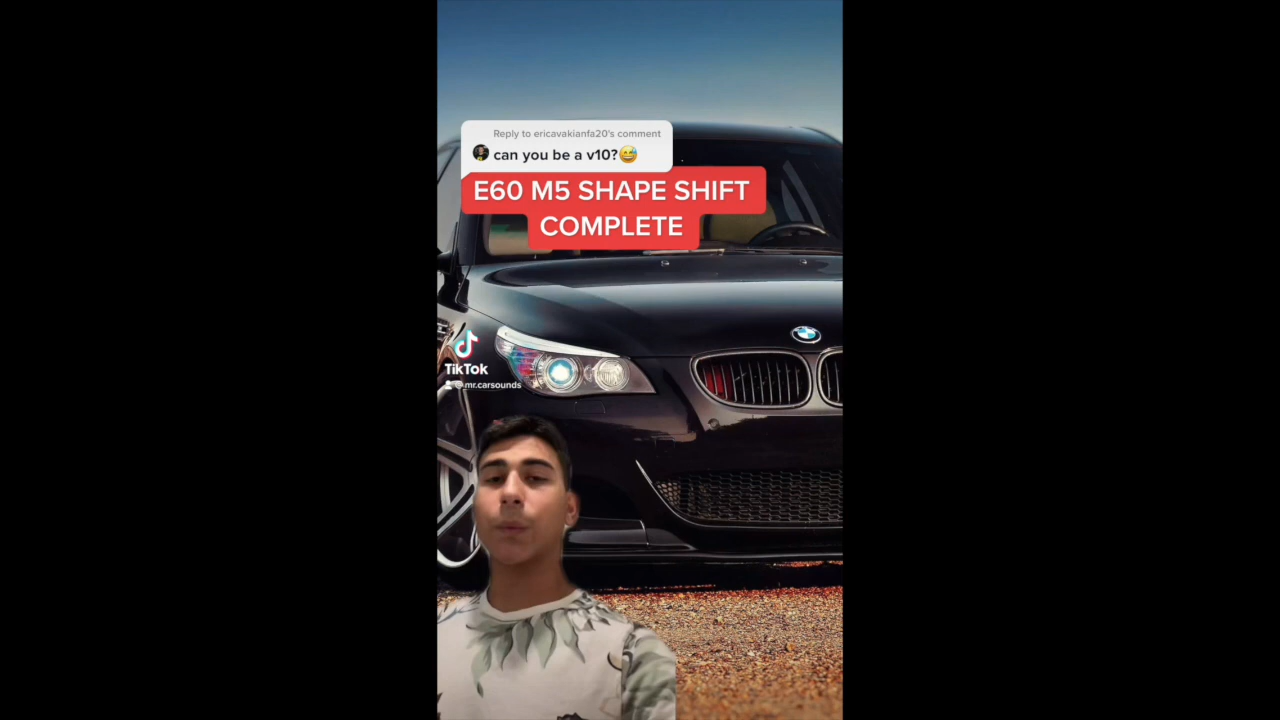 Reply to ericavakianfa20's comment
can you be a v10?😅
E60 M5 SHAPE SHIFT
COMPLETE
TikTok
@mr.carsounds